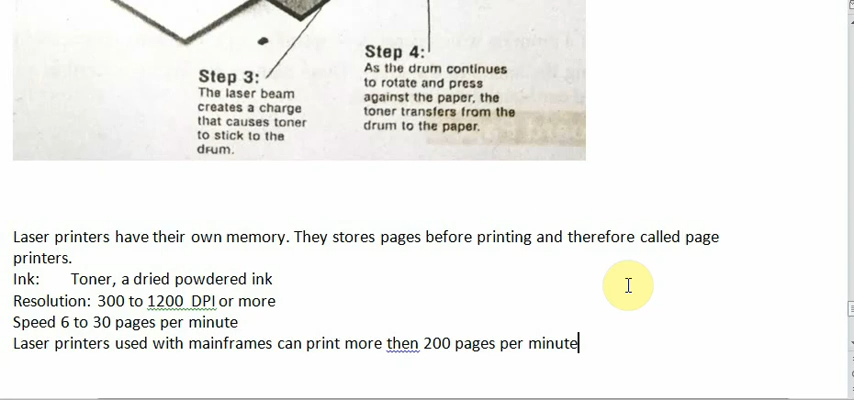 Step 3:
The laser beam
creates a charge
that causes toner
to stick to the
drum.
Step 4:
As the drum continues
to rotate and press
against the paper, the
toner transfers from the
drum to the paper.
Laser printers have their own memory. They stores pages before printing and therefore called page
printers.
Ink: Toner, a dried powdered ink
Resolution: 300 to 1200 DPI or more
Speed 6 to 30 pages per minute
Laser printers used with mainframes can print more then 200 pages per minute